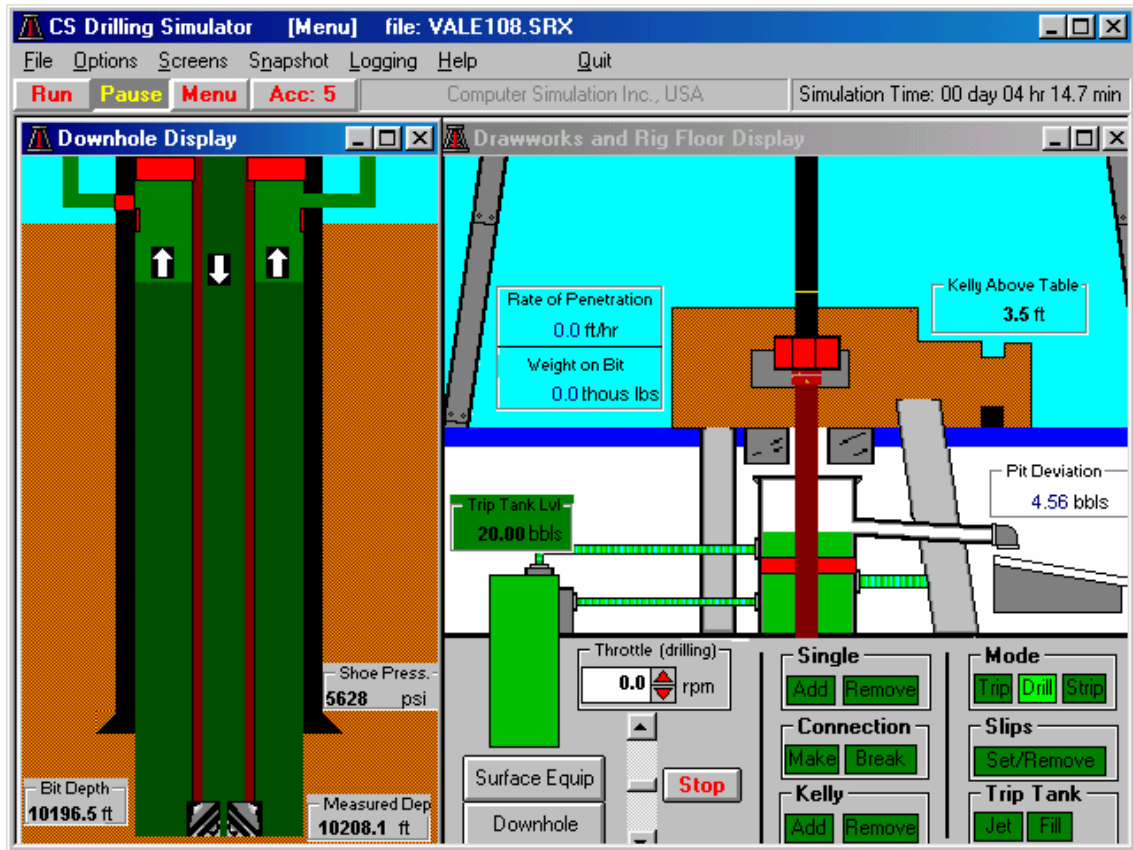 CS Drilling Simulator [Menu] file: VALE108.SRX
File Options Screens Snapshot Logging Help Quit
Run Pause Menu Acc: 5 Computer Simulation Inc., USA Simulation Time: 00 day 04 hr 14.7 min
Downhole Display
Shoe Press.
5628 psi
Bit Depth
10196.5 ft
Measured Dep
10208.1 ft
Drawworks and Rig Floor Display
Rate of Penetration
0.0 ft/hr
Weight on Bit
0.0 thous lbs
Kelly Above Table
3.5 ft
Pit Deviation
4.56 bbls
Trip Tank Lvl
20.00 bbls
Throttle (drilling)
0.0 rpm
Surface Equip
Downhole
Stop
Single
Add Remove
Connection
Make Break
Kelly
Add Remove
Mode
Trip Drill Strip
Slips
Set/Remove
Trip Tank
Jet Fill